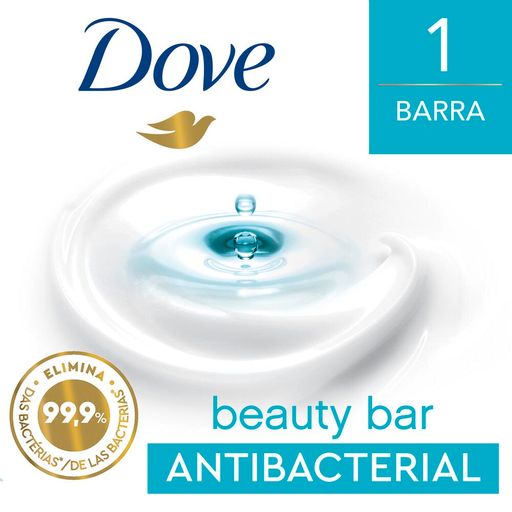 Dove
1
BARRA
ELIMINA
99,9%
DAS BACTÉRIAS*/DE LAS BACTERIAS*
beauty bar
ANTIBACTERIAL